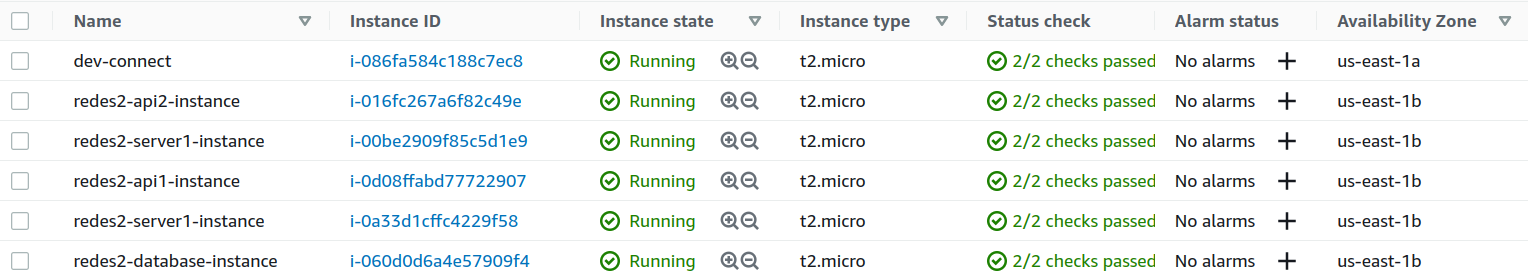 Name Instance ID Instance state Instance type Status check Alarm status Availability Zone
dev-connect i-086fa584c188c7ec8 Running t2.micro 2/2 checks passed No alarms + us-east-1a
redes2-api2-instance i-016fc267a6f82c49e Running t2.micro 2/2 checks passed No alarms + us-east-1b
redes2-server1-instance i-00be2909f85c5d1e9 Running t2.micro 2/2 checks passed No alarms + us-east-1b
redes2-api1-instance i-0d08ffabd77722907 Running t2.micro 2/2 checks passed No alarms + us-east-1b
redes2-server1-instance i-0a33d1cffc4229f58 Running t2.micro 2/2 checks passed No alarms + us-east-1b
redes2-database-instance i-060d0d6a4e57909f4 Running t2.micro 2/2 checks passed No alarms + us-east-1b